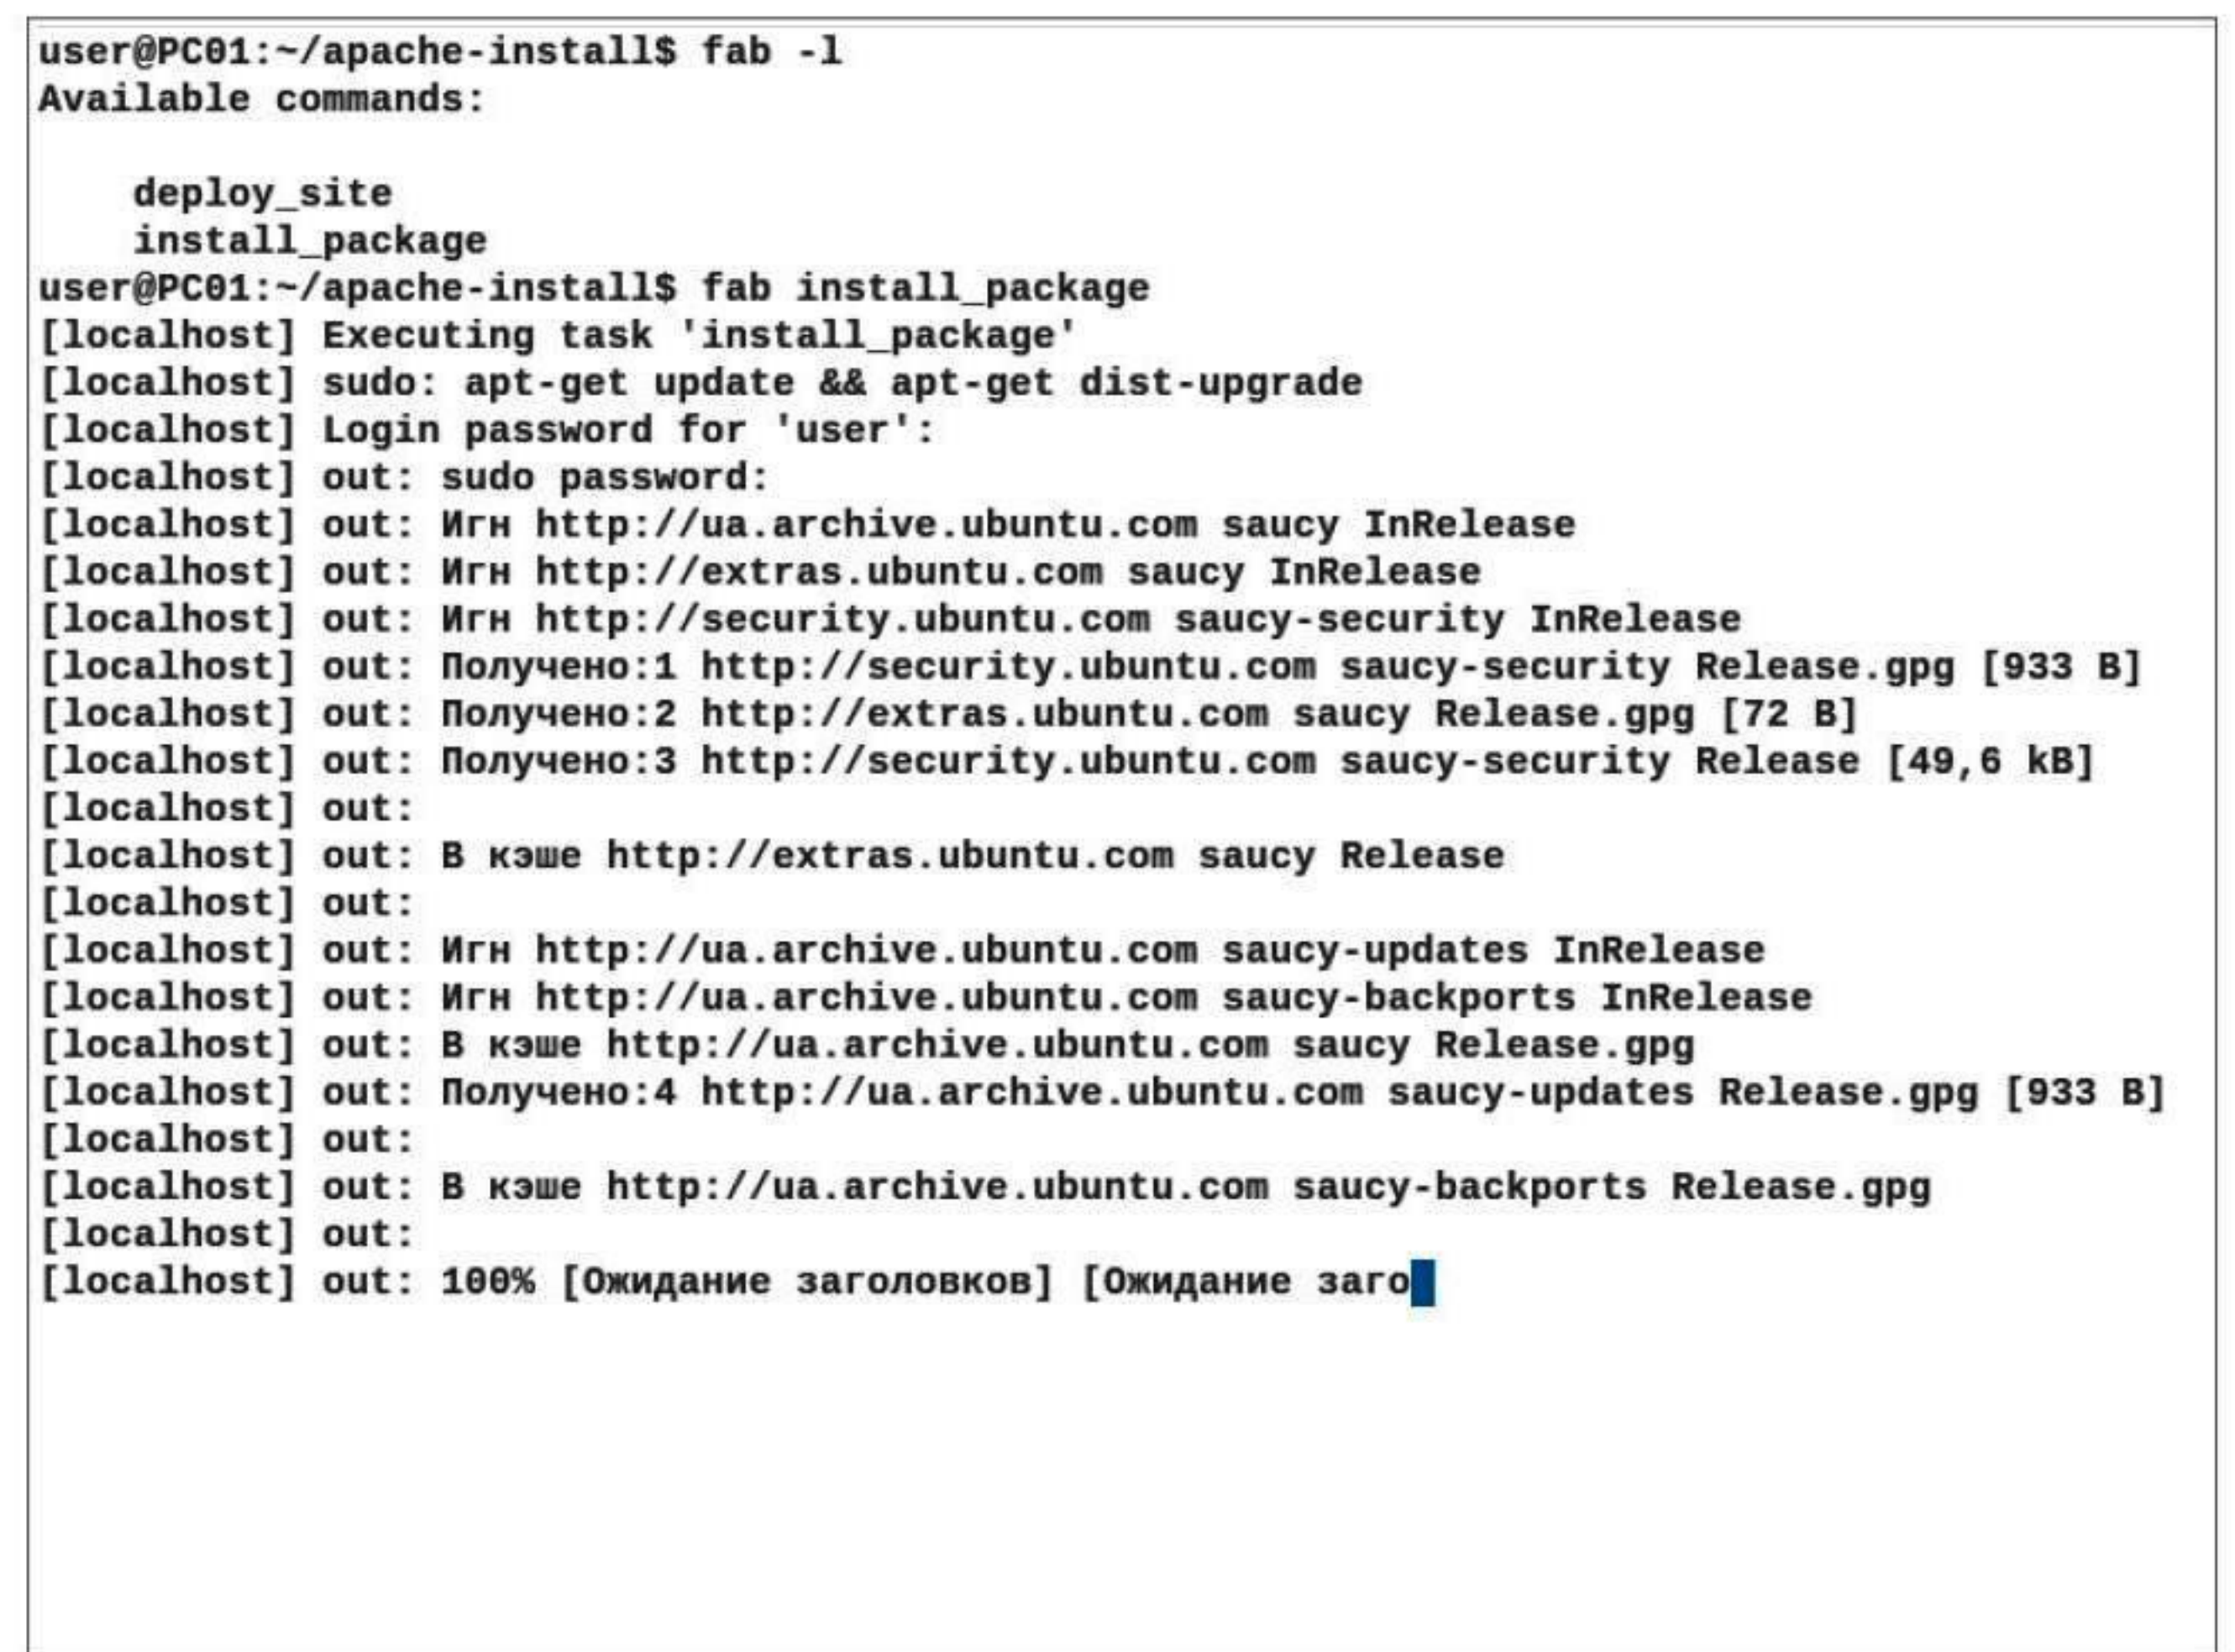 user@PC01:~/apache-install$ fab -l
Available commands:
deploy_site
install_package
user@PC01:~/apache-install$ fab install_package
[localhost] Executing task 'install_package'
[localhost] sudo: apt-get update && apt-get dist-upgrade
[localhost] Login password for 'user':
[localhost] out: sudo password:
[localhost] out: Игн http://ua.archive.ubuntu.com saucy InRelease
[localhost] out: Игн http://extras.ubuntu.com saucy InRelease
[localhost] out: Игн http://security.ubuntu.com saucy-security InRelease
[localhost] out: Получено:1 http://security.ubuntu.com saucy-security Release.gpg [933 B]
[localhost] out: Получено:2 http://extras.ubuntu.com saucy Release.gpg [72 B]
[localhost] out: Получено:3 http://security.ubuntu.com saucy-security Release [49,6 kB]
[localhost] out:
[localhost] out: В кэше http://extras.ubuntu.com saucy Release
[localhost] out:
[localhost] out: Игн http://ua.archive.ubuntu.com saucy-updates InRelease
[localhost] out: Игн http://ua.archive.ubuntu.com saucy-backports InRelease
[localhost] out: В кэше http://ua.archive.ubuntu.com saucy Release.gpg
[localhost] out: Получено:4 http://ua.archive.ubuntu.com saucy-updates Release.gpg [933 B]
[localhost] out:
[localhost] out: В кэше http://ua.archive.ubuntu.com saucy-backports Release.gpg
[localhost] out:
[localhost] out: 100% [Ожидание заголовков] [Ожидание заго